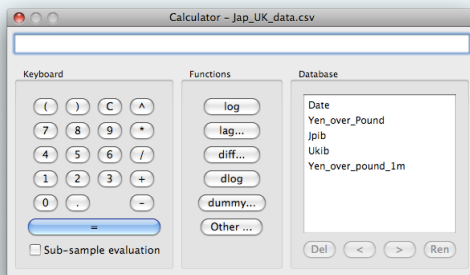 Calculator - Jap_UK_data.csv
Keyboard
Functions
Database
( ) C ^
7 8 9 *
4 5 6 /
1 2 3 +
0 . -
=
Sub-sample evaluation
log
lag...
diff...
dlog
dummy...
Other ...
Date
Yen_over_Pound
Jpib
Ukib
Yen_over_pound_1m
Del < > Ren